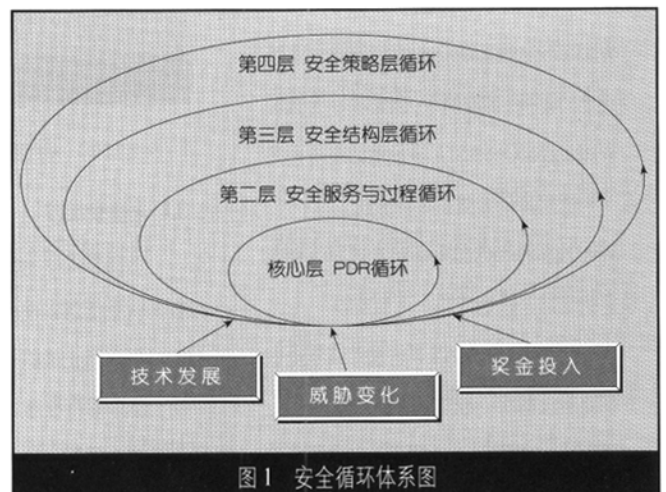 第四层 安全策略层循环
第三层 安全结构层循环
第二层 安全服务与过程循环
核心层 PDR循环
技术发展
威胁变化
奖金投入
图1 安全循环体系图